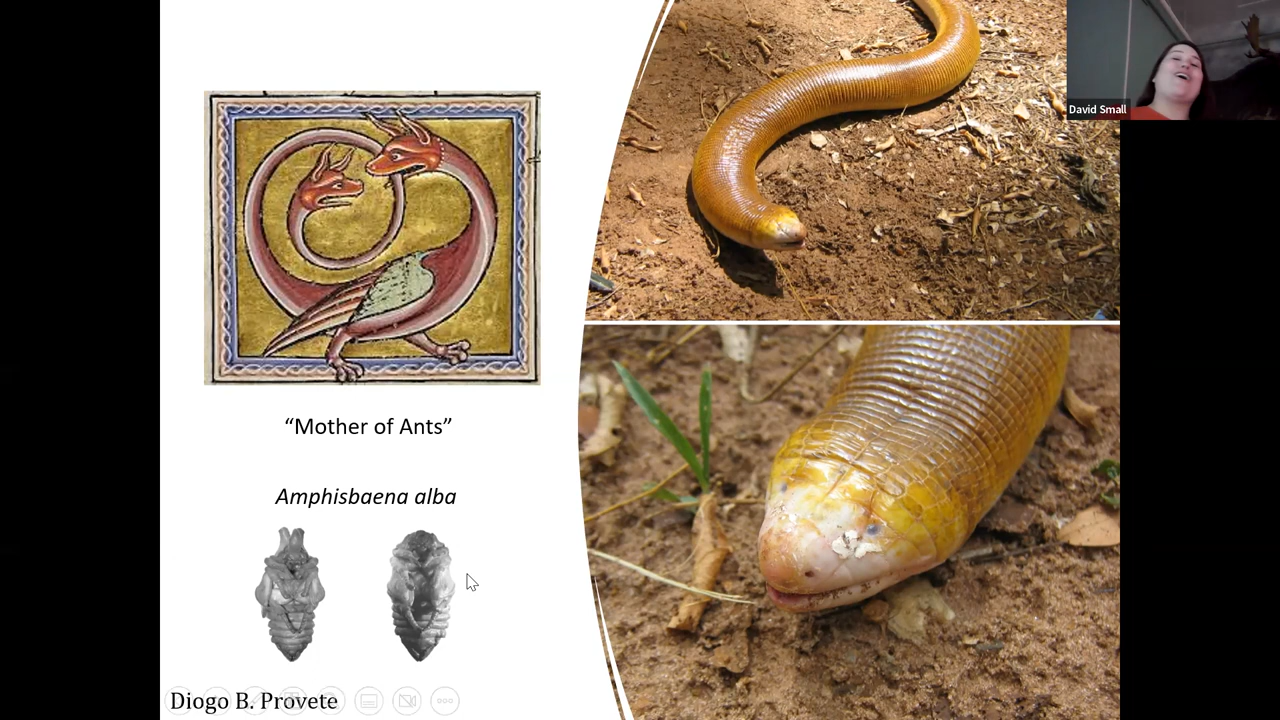 David Small
“Mother of Ants”
Amphisbaena alba
Diogo B. Provete